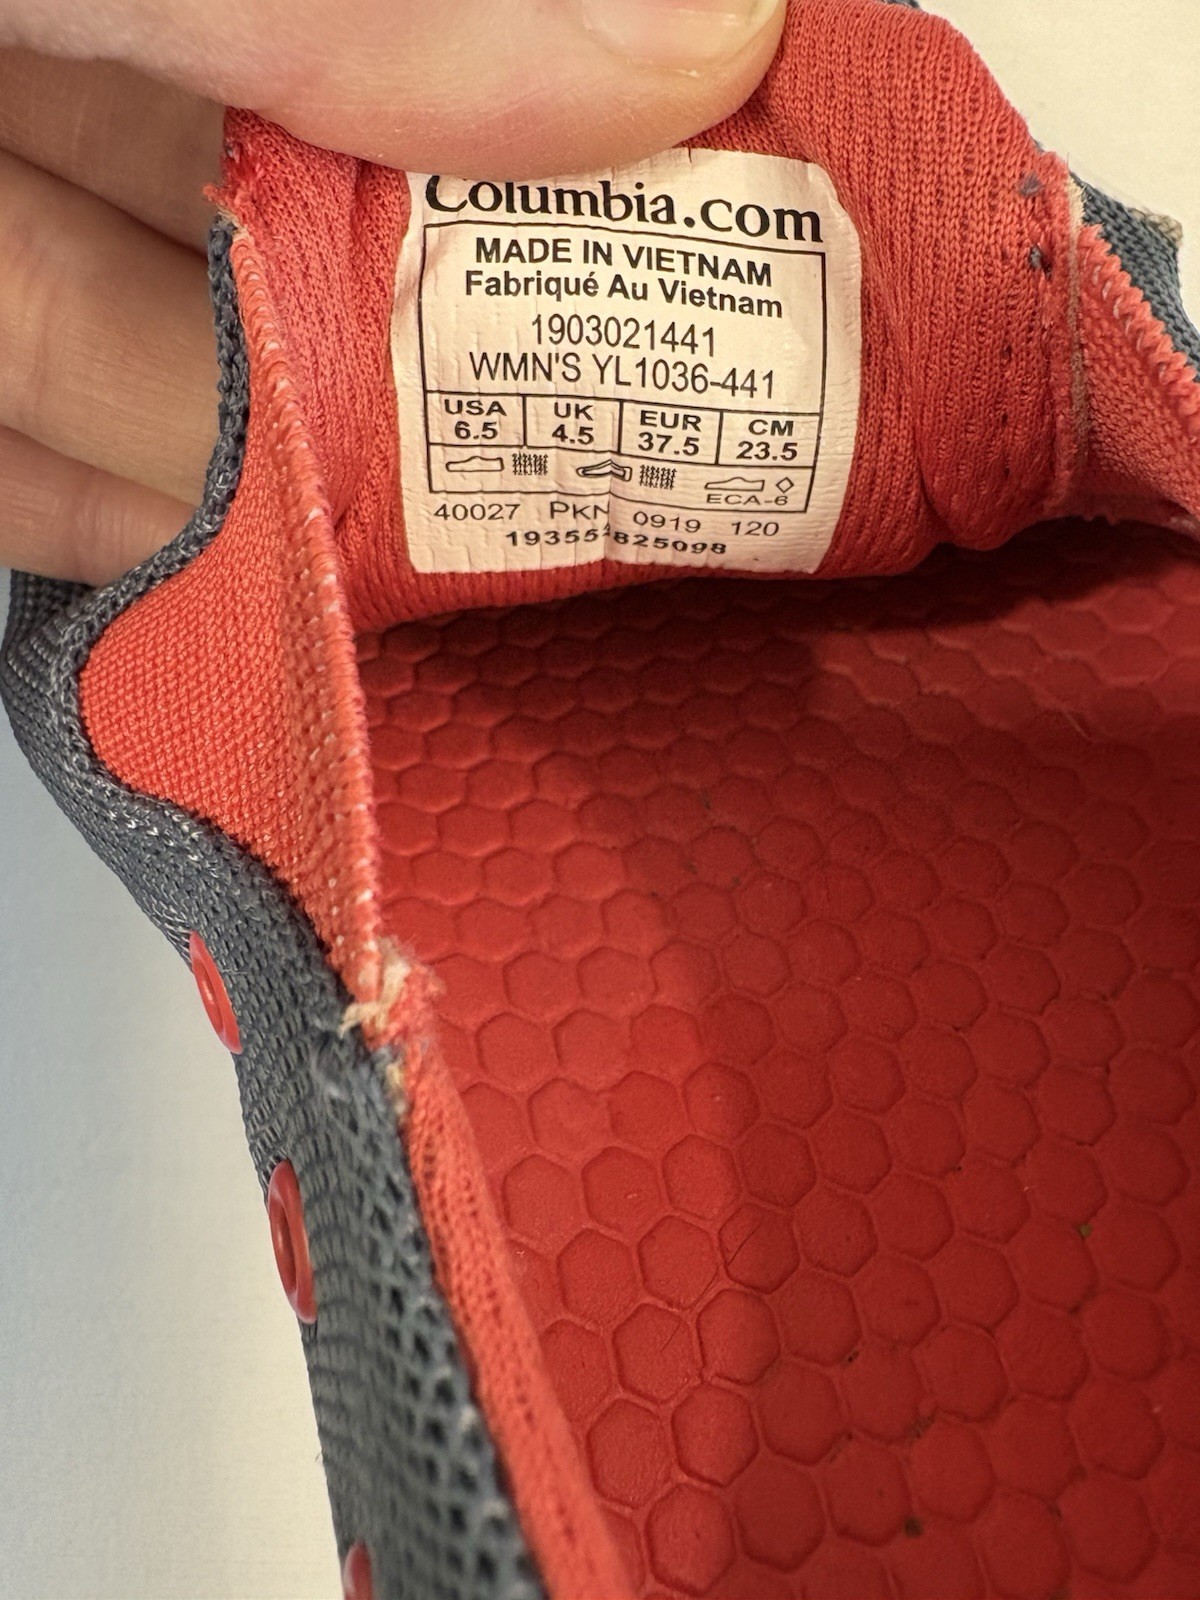 Columbia.com
MADE IN VIETNAM
Fabriqué Au Vietnam
1903021441
WMN'S YL1036-441
USA UK EUR CM
6.5 4.5 37.5 23.5
ECA-6
40027 PKN 0919 120